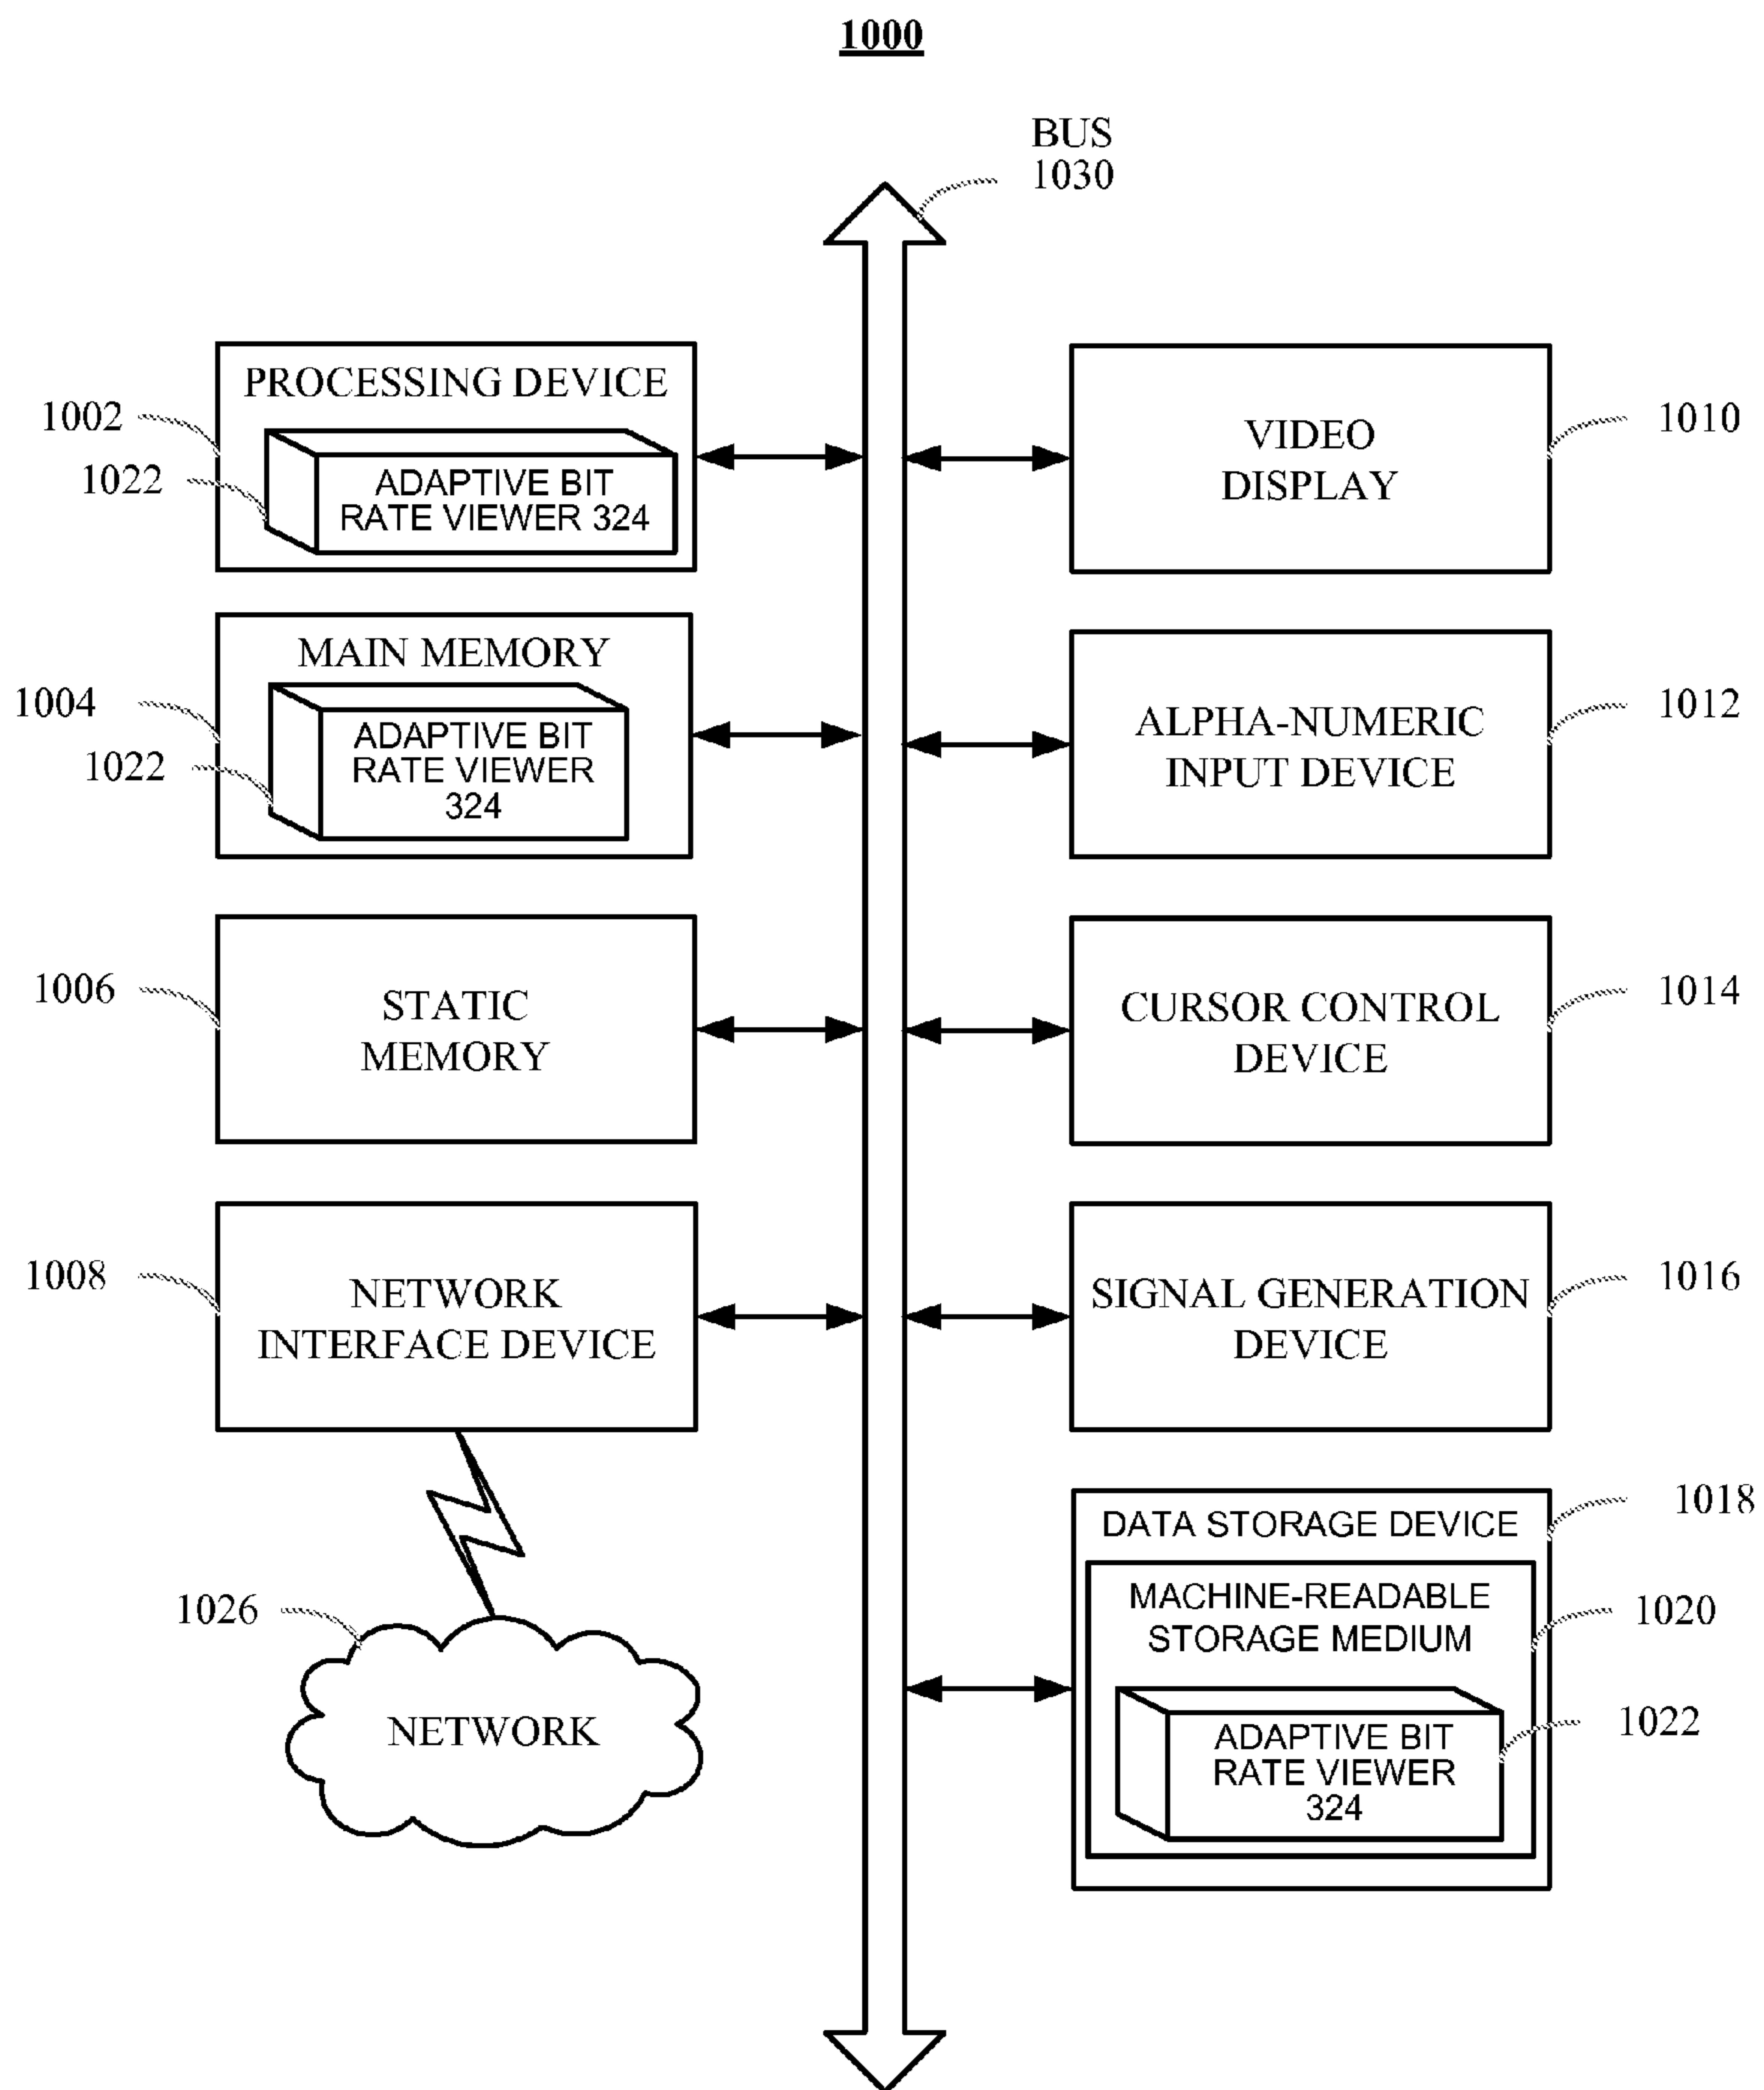 1000
BUS
1030
PROCESSING DEVICE
1002
1022
ADAPTIVE BIT
RATE VIEWER 324
MAIN MEMORY
1004
1022
ADAPTIVE BIT
RATE VIEWER
324
1006
STATIC
MEMORY
1008
NETWORK
INTERFACE DEVICE
1026
NETWORK
VIDEO
DISPLAY
1010
ALPHA-NUMERIC
INPUT DEVICE
1012
CURSOR CONTROL
DEVICE
1014
SIGNAL GENERATION
DEVICE
1016
DATA STORAGE DEVICE
1018
MACHINE-READABLE
STORAGE MEDIUM
1020
ADAPTIVE BIT
RATE VIEWER
324
1022